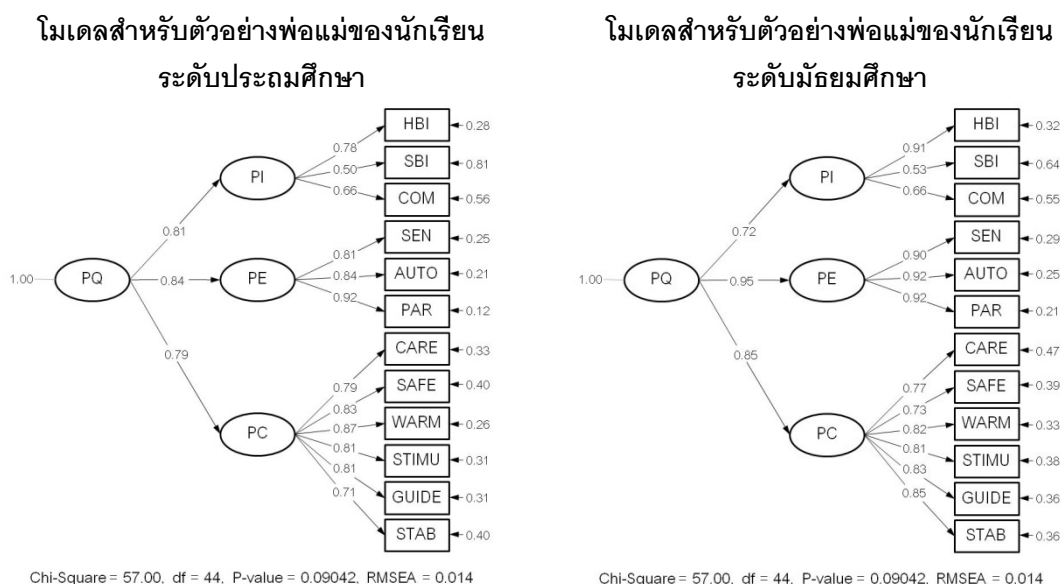 โมเดลสำหรับตัวอย่างพ่อแม่ของนักเรียน
ระดับประถมศึกษา
HBI 0.28
0.78
SBI 0.81
0.50
PI
0.66
COM 0.56
0.81
SEN 0.25
0.81
1.00 PQ 0.84 PE 0.84 AUTO 0.21
0.92
PAR 0.12
0.79
CARE 0.33
0.79
SAFE 0.40
0.83
0.87 WARM 0.26
PC
0.81 STIMU 0.31
0.81
GUIDE 0.31
0.71
STAB 0.40
Chi-Square = 57.00, df = 44, P-value = 0.09042, RMSEA = 0.014
โมเดลสำหรับตัวอย่างพ่อแม่ของนักเรียน
ระดับมัธยมศึกษา
HBI 0.32
0.91
SBI 0.64
0.53
PI
0.66
COM 0.55
0.72
SEN 0.29
0.90
1.00 PQ 0.95 PE 0.92 AUTO 0.25
0.92
PAR 0.21
0.85
CARE 0.47
0.77
SAFE 0.39
0.73
0.82 WARM 0.33
PC
0.81 STIMU 0.38
0.83
GUIDE 0.36
0.85
STAB 0.36
Chi-Square = 57.00, df = 44, P-value = 0.09042, RMSEA = 0.014